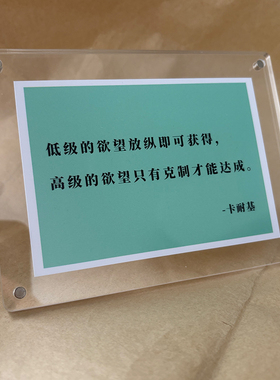 低级的欲望放纵即可获得，
高级的欲望只有克制才能达成。
-卡耐基